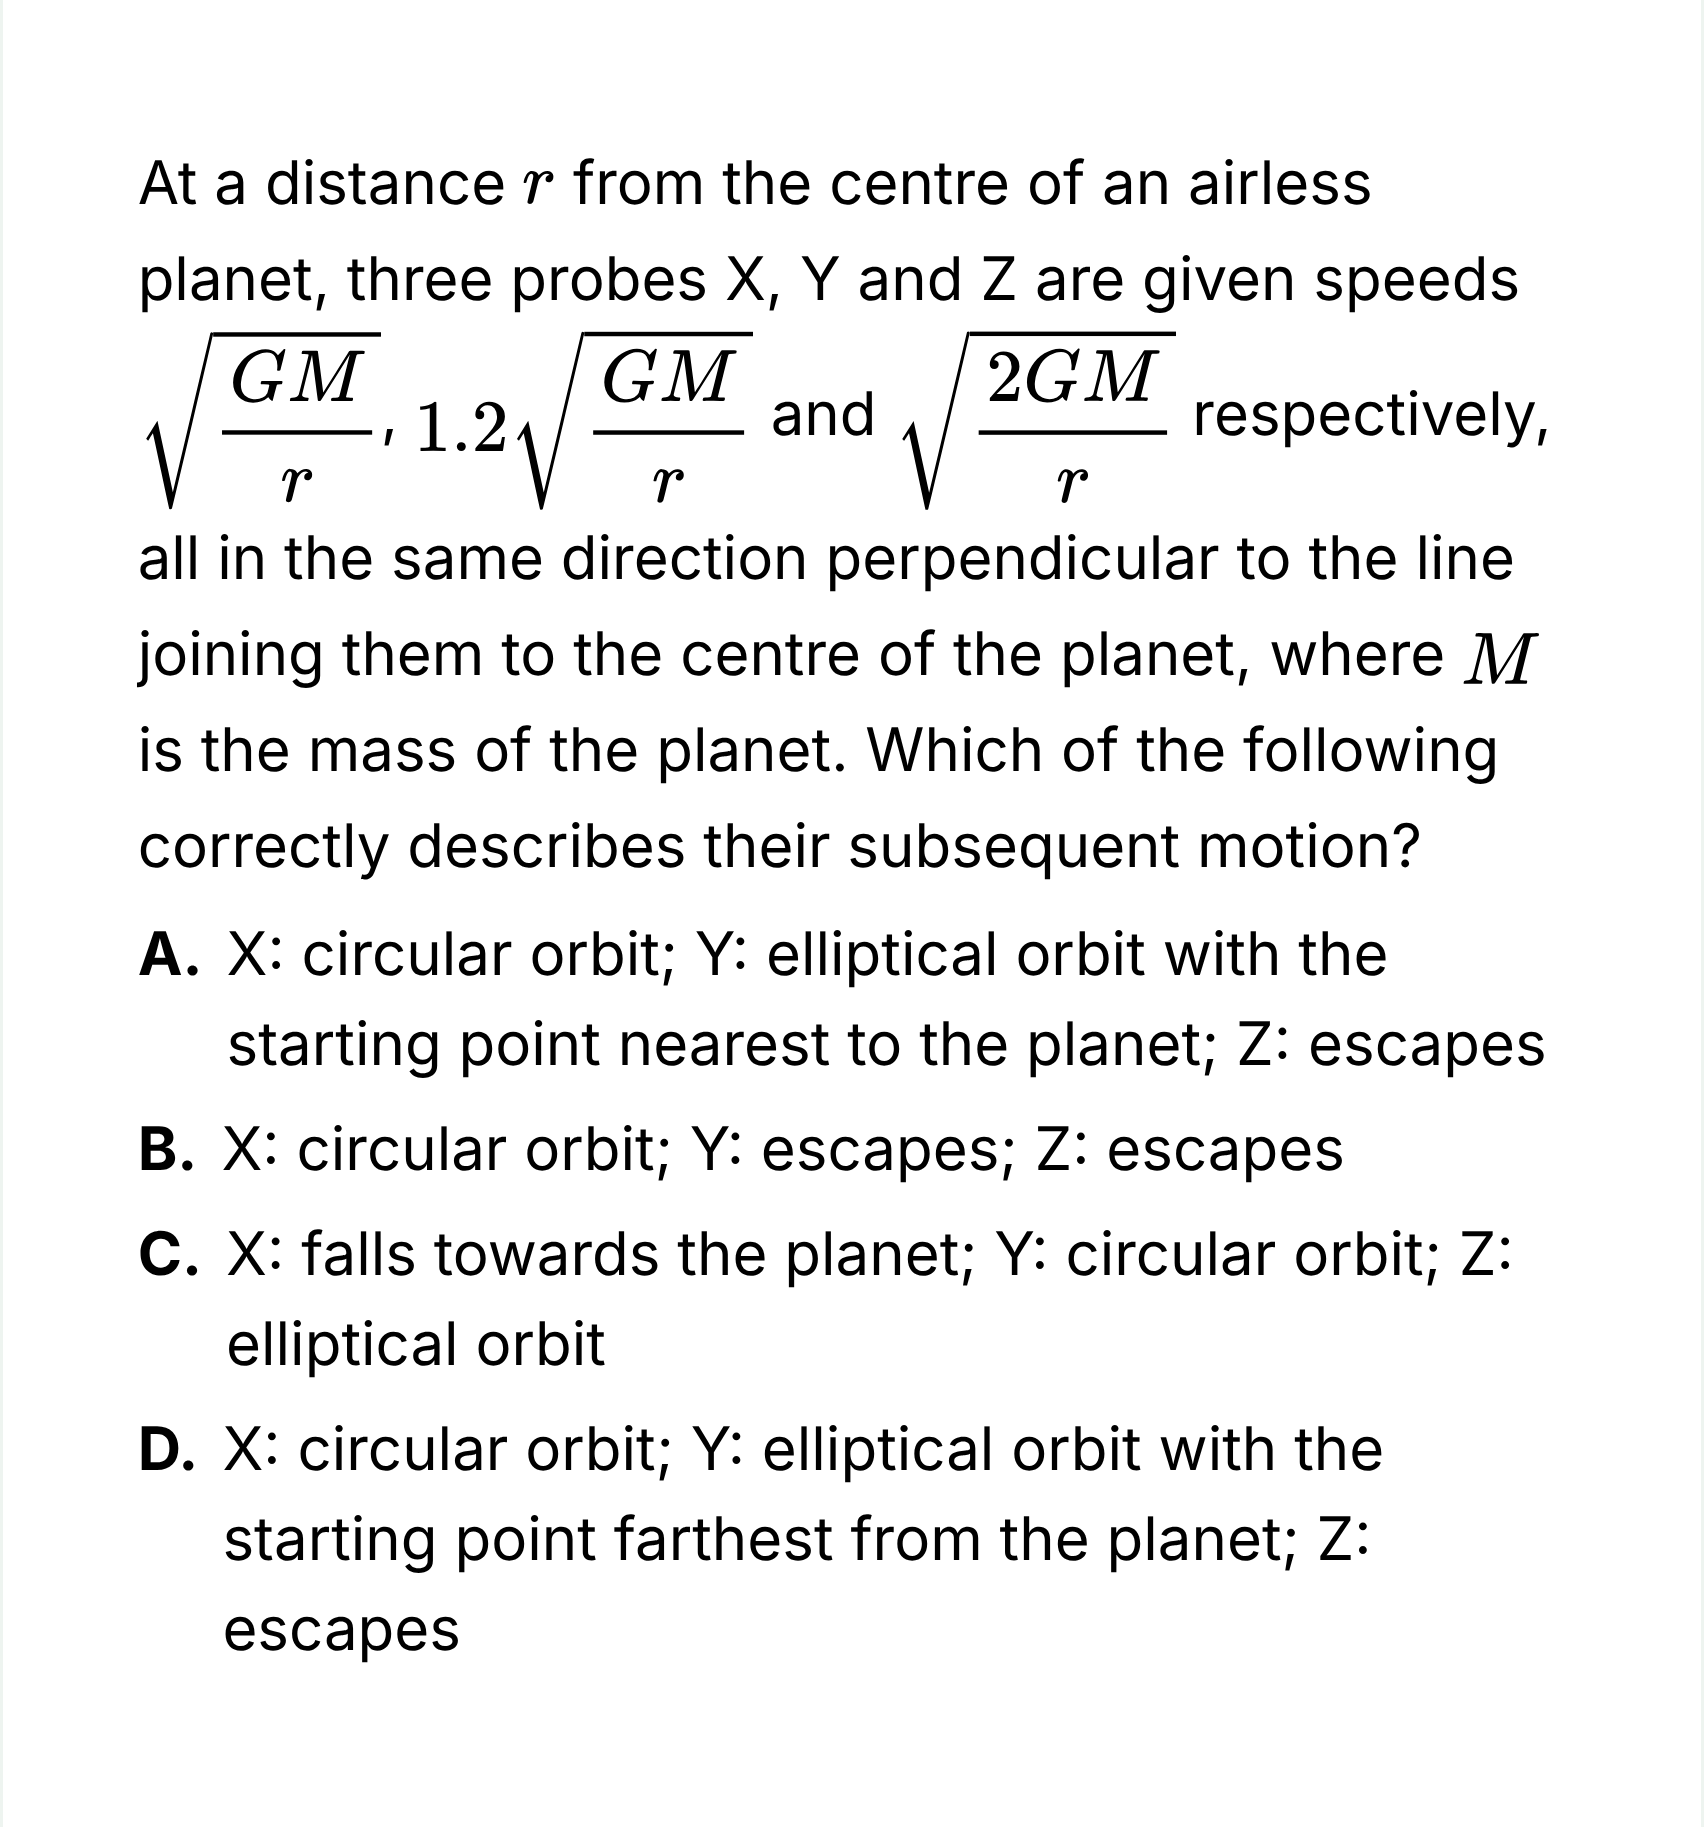 At a distance r from the centre of an airless
planet, three probes X, Y and Z are given speeds
√(GM/r), 1.2√(GM/r) and √(2GM/r) respectively,
all in the same direction perpendicular to the line
joining them to the centre of the planet, where M
is the mass of the planet. Which of the following
correctly describes their subsequent motion?
A. X: circular orbit; Y: elliptical orbit with the
starting point nearest to the planet; Z: escapes
B. X: circular orbit; Y: escapes; Z: escapes
C. X: falls towards the planet; Y: circular orbit; Z:
elliptical orbit
D. X: circular orbit; Y: elliptical orbit with the
starting point farthest from the planet; Z:
escapes